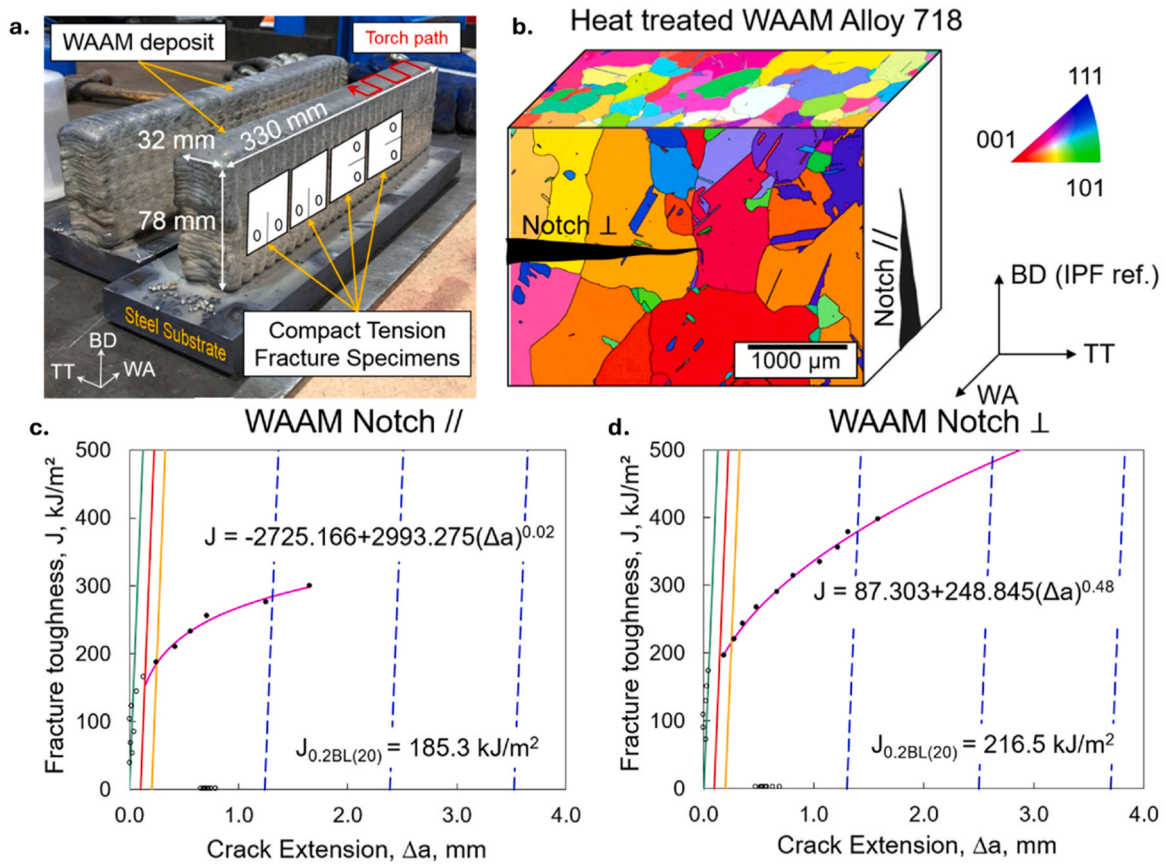 a.
WAAM deposit
Torch path
32 mm
330 mm
78 mm
Steel Substrate
Compact Tension
Fracture Specimens
BD
TT
WA
b.
Heat treated WAAM Alloy 718
Notch ⊥
Notch //
1000 µm
111
001
101
BD (IPF ref.)
TT
WA
c.
WAAM Notch //
Fracture toughness, J, kJ/m²
500
400
300
200
100
0
J = -2725.166+2993.275(Δa)^0.02
J0.2BL(20) = 185.3 kJ/m²
0.0 1.0 2.0 3.0 4.0
Crack Extension, Δa, mm
d.
WAAM Notch ⊥
Fracture toughness, J, kJ/m²
500
400
300
200
100
0
J = 87.303+248.845(Δa)^0.48
J0.2BL(20) = 216.5 kJ/m²
0.0 1.0 2.0 3.0 4.0
Crack Extension, Δa, mm